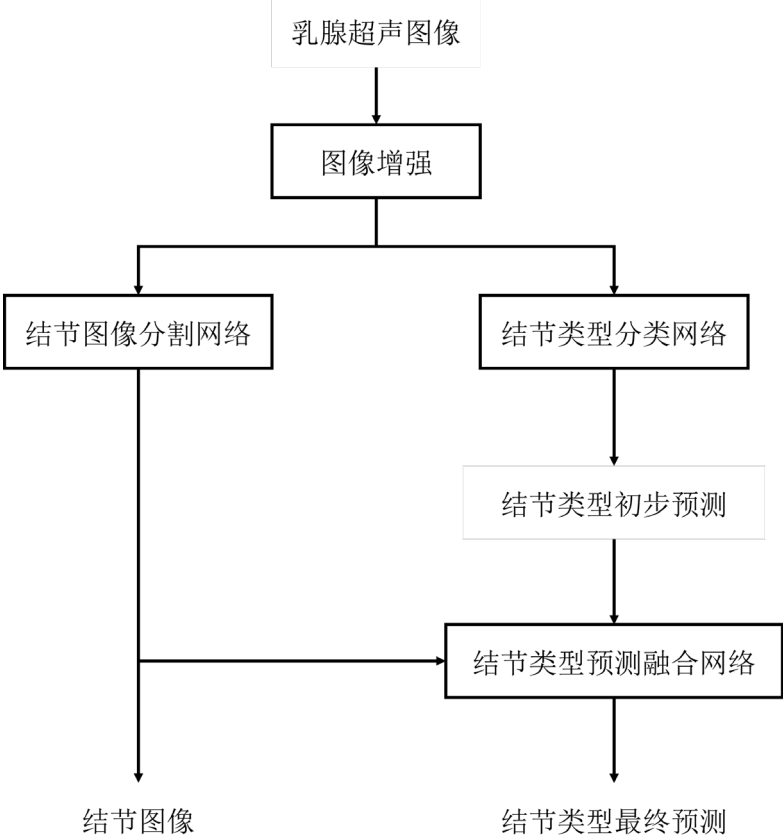 乳腺超声图像
图像增强
结节图像分割网络
结节类型分类网络
结节类型初步预测
结节类型预测融合网络
结节图像
结节类型最终预测